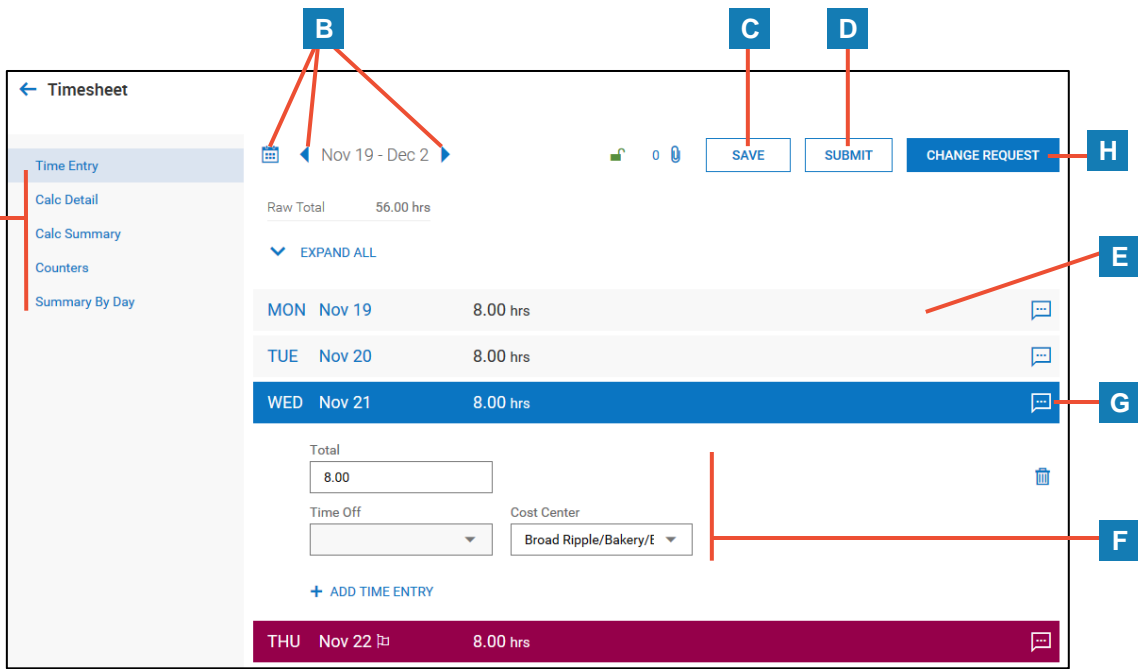 B C D
← Timesheet
Nov 19 - Dec 2 0 SAVE SUBMIT CHANGE REQUEST H
Time Entry
Calc Detail
Calc Summary
Counters
Summary By Day
Raw Total 56.00 hrs
EXPAND ALL
E
MON Nov 19 8.00 hrs
TUE Nov 20 8.00 hrs
WED Nov 21 8.00 hrs
G
Total
8.00
Time Off Cost Center
Broad Ripple/Bakery/E
F
+ ADD TIME ENTRY
THU Nov 22 8.00 hrs